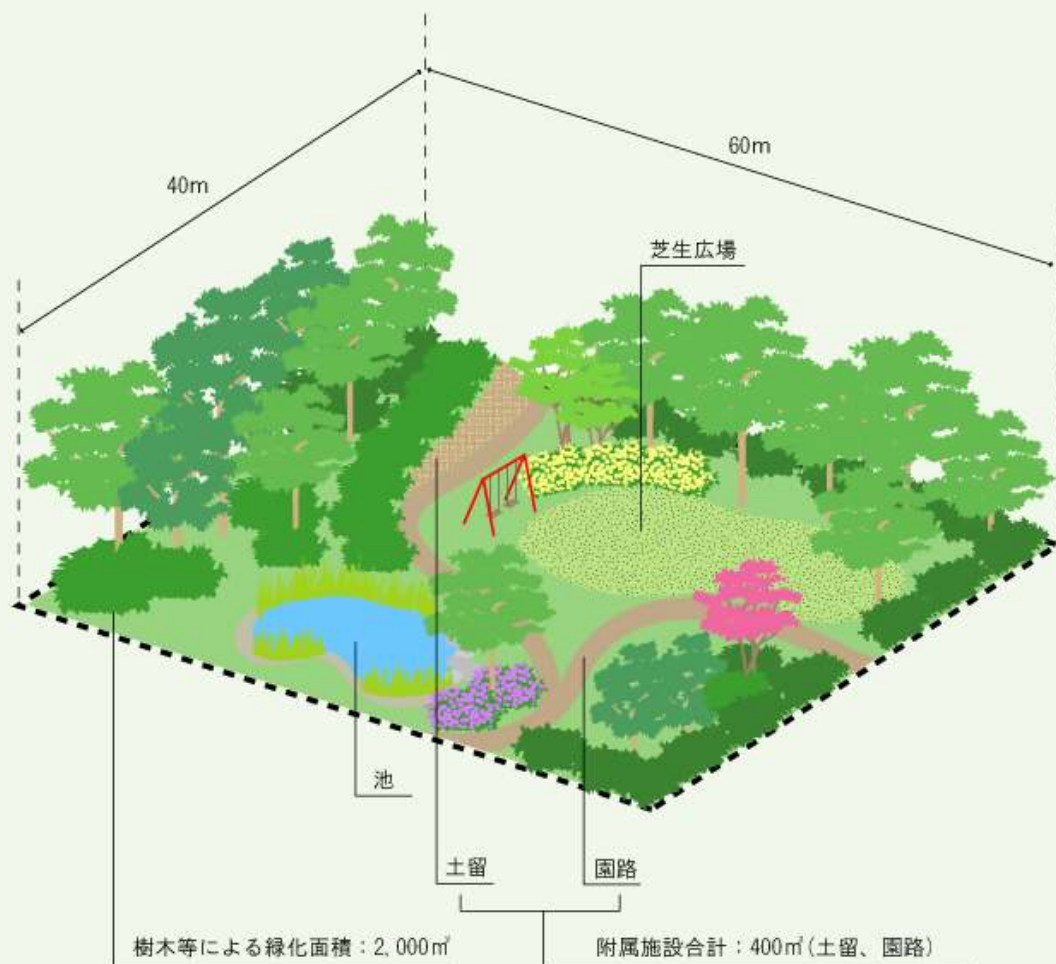 40m
60m
芝生広場
池
土留
園路
樹木等による緑化面積：2,000㎡
附属施設合計：400㎡(土留、園路)